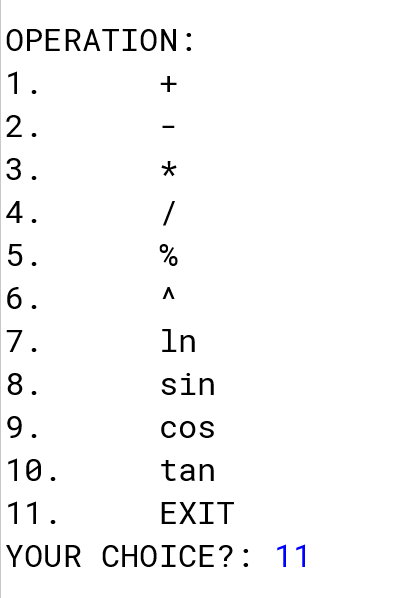 OPERATION:
1. +
2. -
3. *
4. /
5. %
6. ^
7. ln
8. sin
9. cos
10. tan
11. EXIT
YOUR CHOICE?: 11